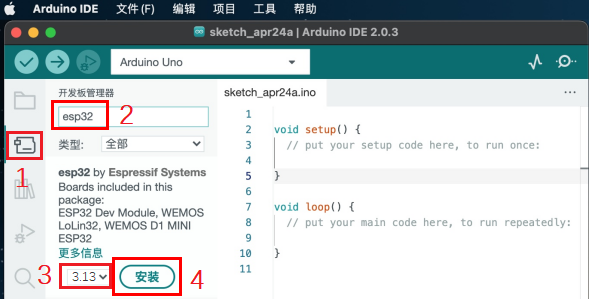 Arduino IDE 文件 (F) 编辑 项目 工具 帮助
sketch_apr24a | Arduino IDE 2.0.3
Arduino Uno
开发板管理器
esp32
2
类型: 全部
1
esp32 by Espressif Systems
Boards included in this
package:
ESP32 Dev Module, WEMOS
LoLin32, WEMOS D1 MINI
ESP32
更多信息
3
3.13
安装
4
sketch_apr24a.ino
1
2 void setup() {
3 // put your setup code here, to run once:
4
5 }
6
7 void loop() {
8 // put your main code here, to run repeatedly:
9
10 }
11